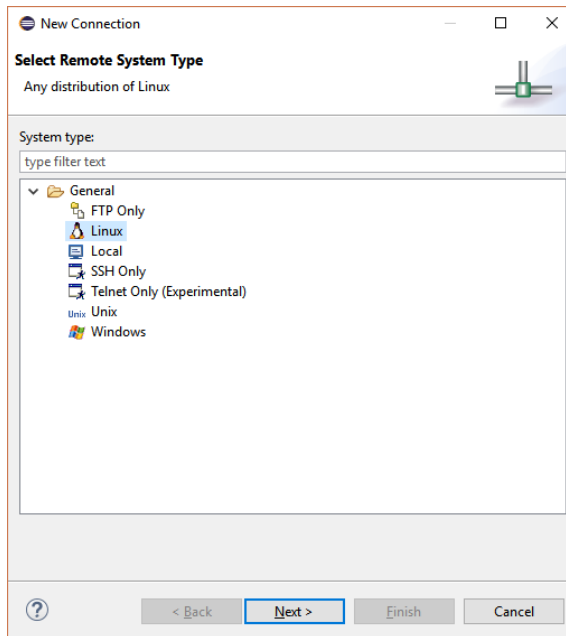 New Connection
Select Remote System Type
Any distribution of Linux
System type:
type filter text
General
FTP Only
Linux
Local
SSH Only
Telnet Only (Experimental)
Unix Unix
Windows
? < Back Next > Finish Cancel